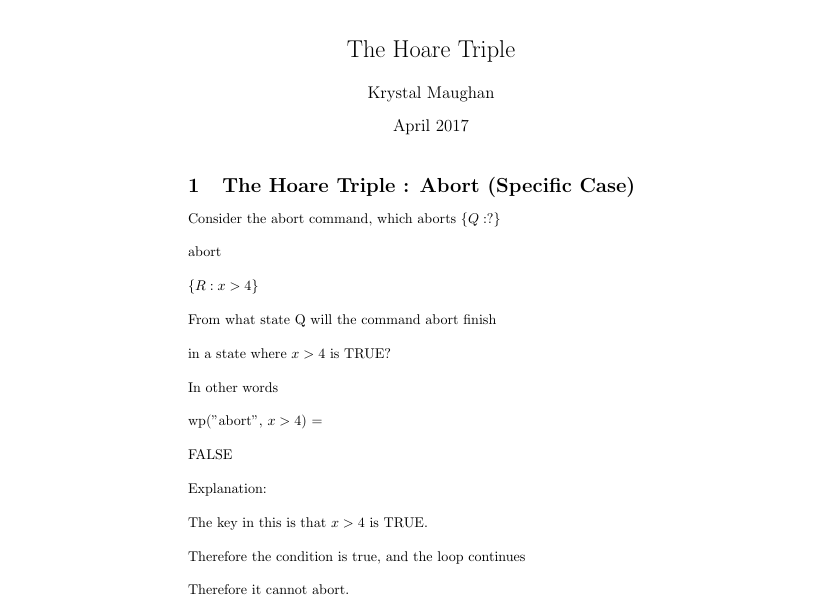 The Hoare Triple
Krystal Maughan
April 2017
1 The Hoare Triple : Abort (Specific Case)
Consider the abort command, which aborts {Q :?}
abort
{R : x > 4}
From what state Q will the command abort finish
in a state where x > 4 is TRUE?
In other words
wp(”abort”, x > 4) =
FALSE
Explanation:
The key in this is that x > 4 is TRUE.
Therefore the condition is true, and the loop continues
Therefore it cannot abort.